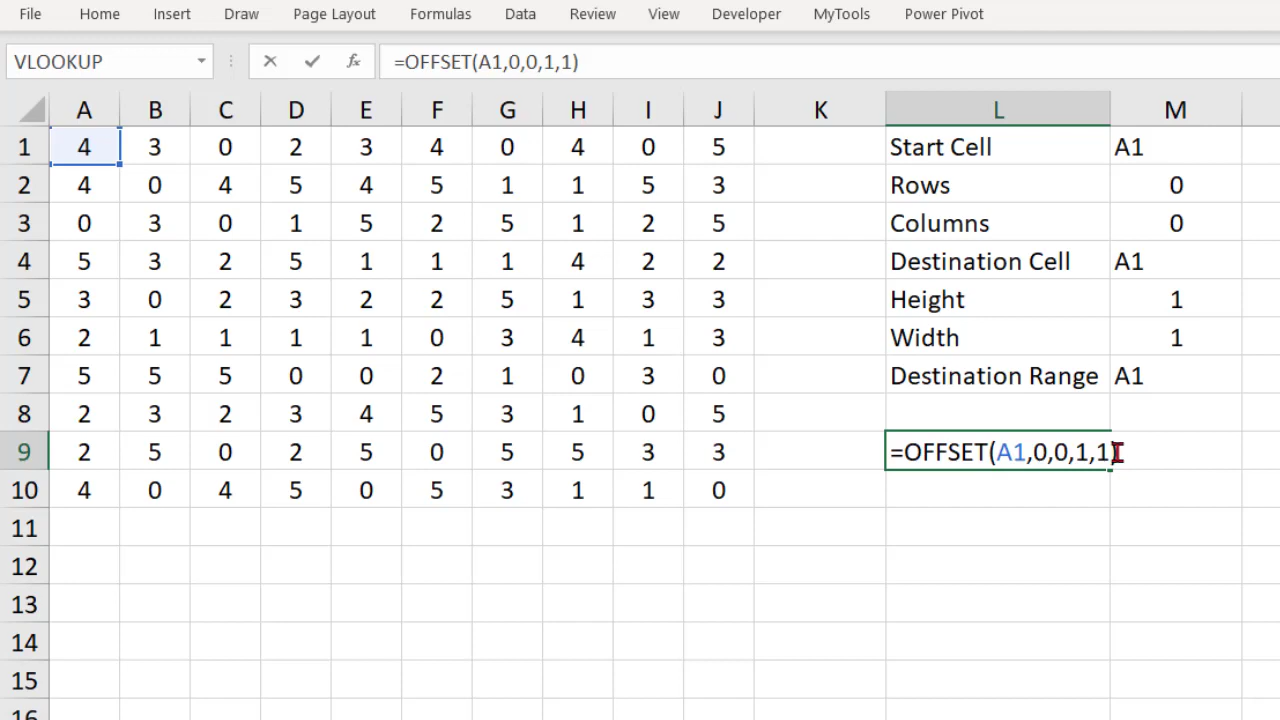 File Home Insert Draw Page Layout Formulas Data Review View Developer MyTools Power Pivot
VLOOKUP =OFFSET(A1,0,0,1,1)
A B C D E F G H I J K L M
1 4 3 0 2 3 4 0 4 0 5 Start Cell A1
2 4 0 4 5 4 5 1 1 5 3 Rows 0
3 0 3 0 1 5 2 5 1 2 5 Columns 0
4 5 3 2 5 1 1 1 4 2 2 Destination Cell A1
5 3 0 2 3 2 2 5 1 3 3 Height 1
6 2 1 1 1 1 0 3 4 1 3 Width 1
7 5 5 5 0 0 2 1 0 3 0 Destination Range A1
8 2 3 2 3 4 5 3 1 0 5
9 2 5 0 2 5 0 5 5 3 3 =OFFSET(A1,0,0,1,1)
10 4 0 4 5 0 5 3 1 1 0
11
12
13
14
15
16